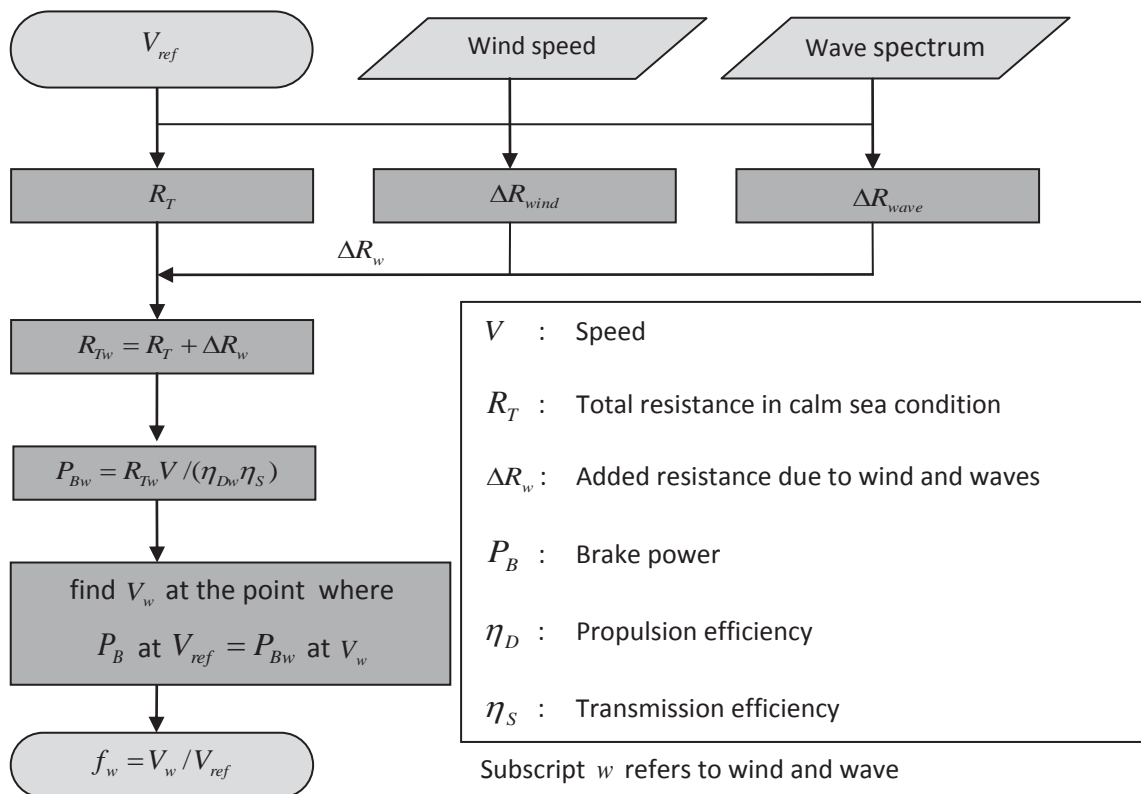 V_ref
Wind speed
Wave spectrum
R_T
ΔR_wind
ΔR_wave
ΔR_w
R_Tw = R_T + ΔR_w
P_Bw = R_Tw V /(η_Dw η_S)
find V_w at the point where
P_B at V_ref = P_Bw at V_w
f_w = V_w / V_ref
V : Speed
R_T : Total resistance in calm sea condition
ΔR_w : Added resistance due to wind and waves
P_B : Brake power
η_D : Propulsion efficiency
η_S : Transmission efficiency
Subscript w refers to wind and wave